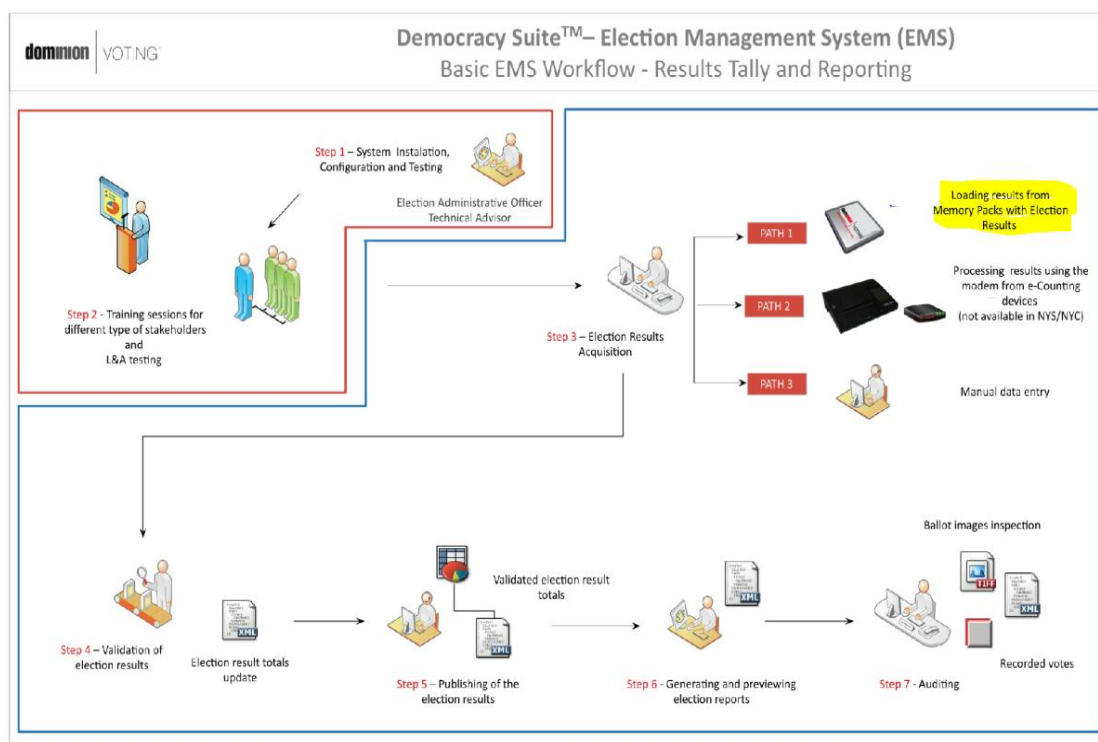 dominion VOTING
Democracy Suite™– Election Management System (EMS)
Basic EMS Workflow - Results Tally and Reporting
Step 1 – System Instalation,
Configuration and Testing
Election Administrative Officer
Technical Advisor
Step 2 - Training sessions for
different type of stakeholders
and
L&A testing
Step 3 – Election Results
Acquisition
PATH 1
Loading results from
Memory Packs with Election
Results
PATH 2
Processing results using the
modem from e-Counting
devices
(not available in NYS/NYC)
PATH 3
Manual data entry
Step 4 – Validation of
election results
XML
Election result totals
update
Validated election result
totals
XML
Step 5 – Publishing of the
election results
XML
Step 6 - Generating and previewing
election reports
Ballot images inspection
TIFF
XML
Recorded votes
Step 7 - Auditing